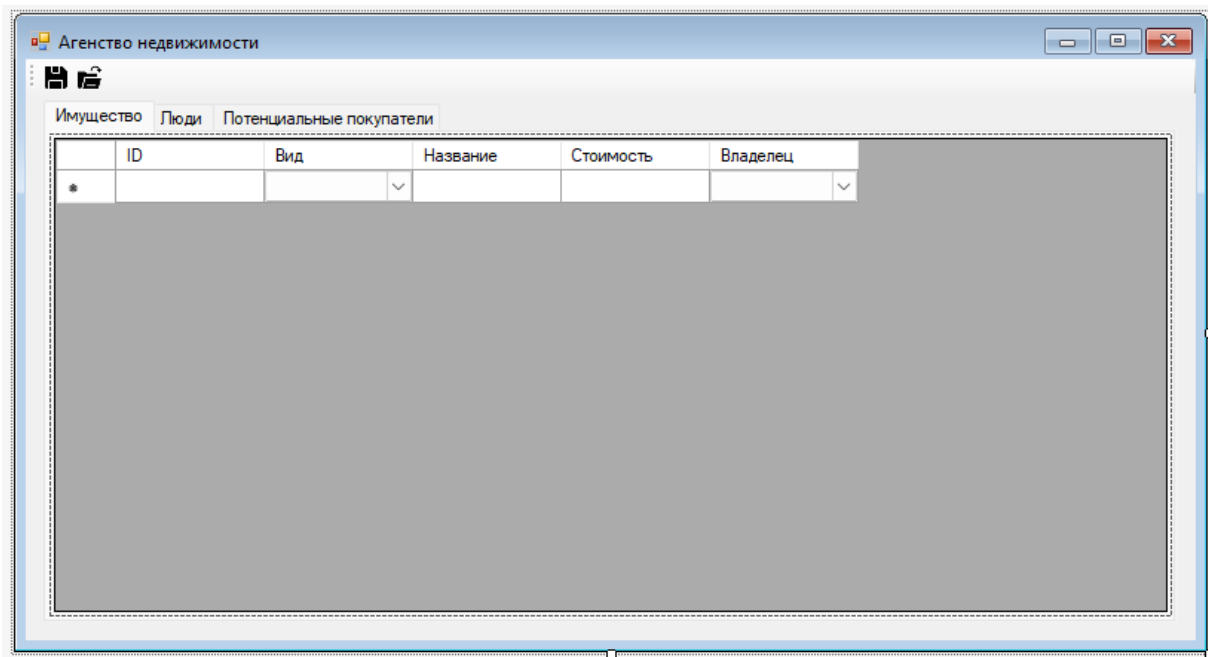 Агенство недвижимости
Имущество Люди Потенциальные покупатели
ID Вид Название Стоимость Владелец